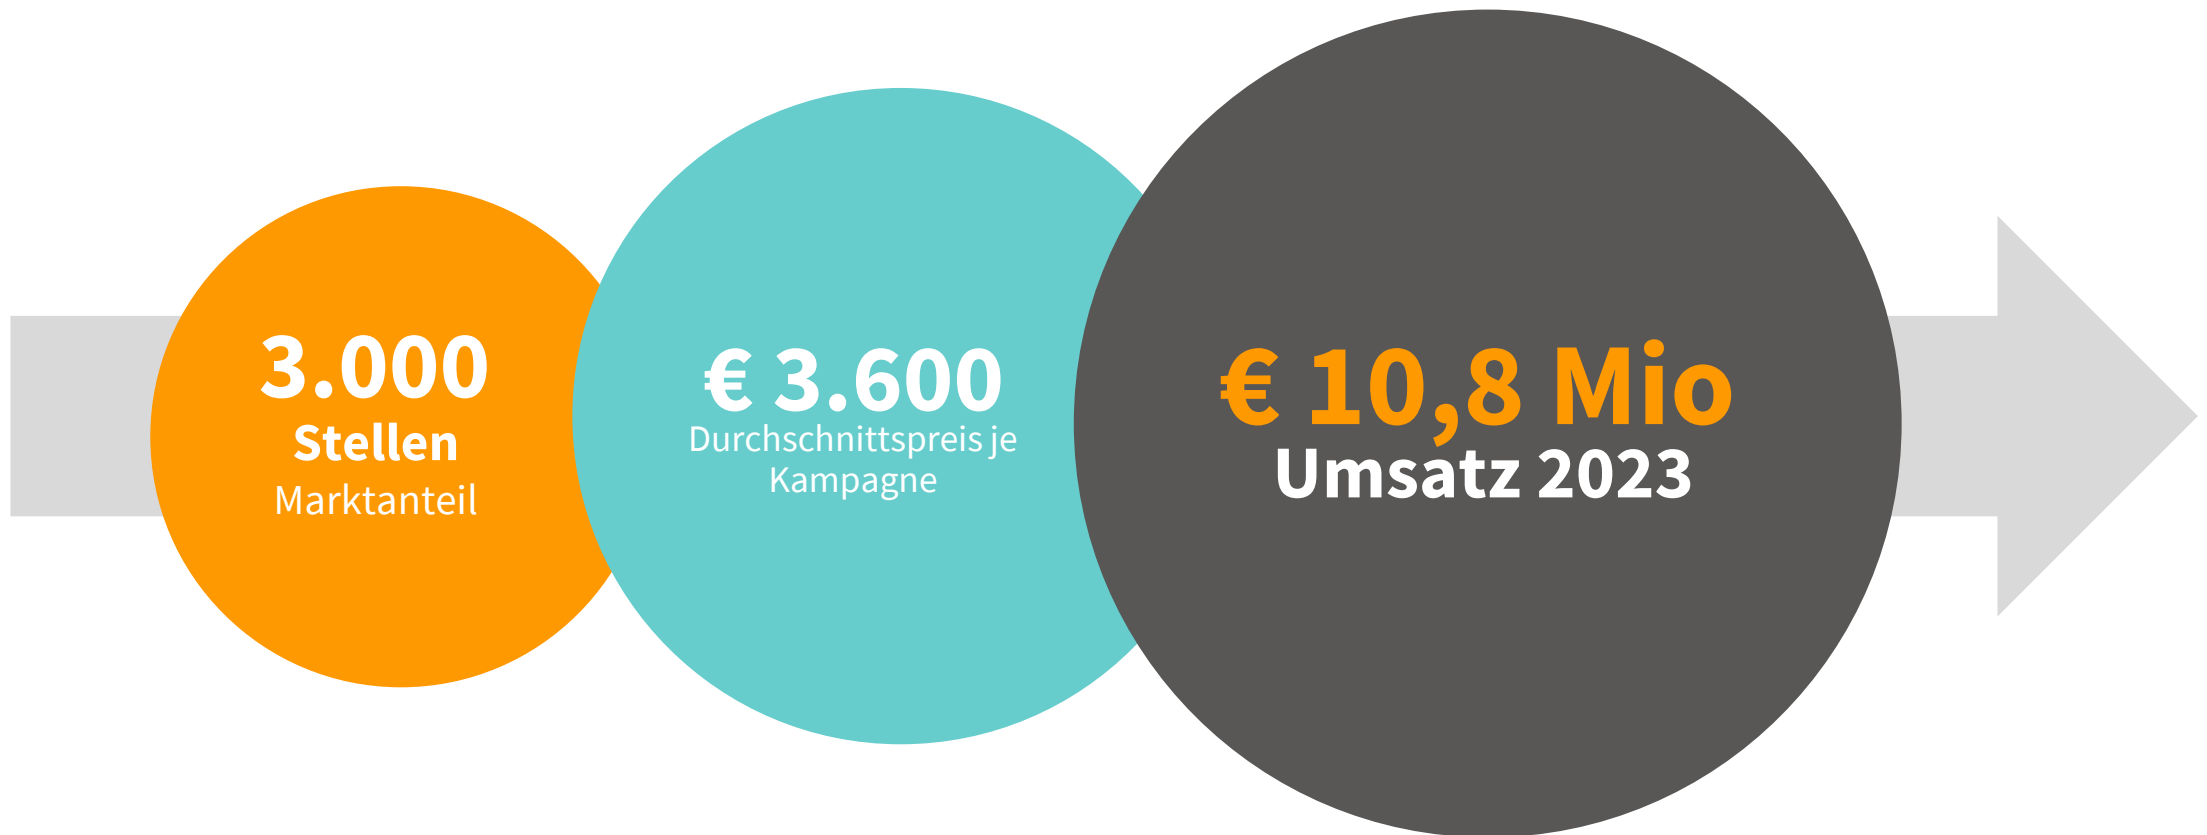 3.000
Stellen
Marktanteil
€ 3.600
Durchschnittspreis je
Kampagne
€ 10,8 Mio
Umsatz 2023